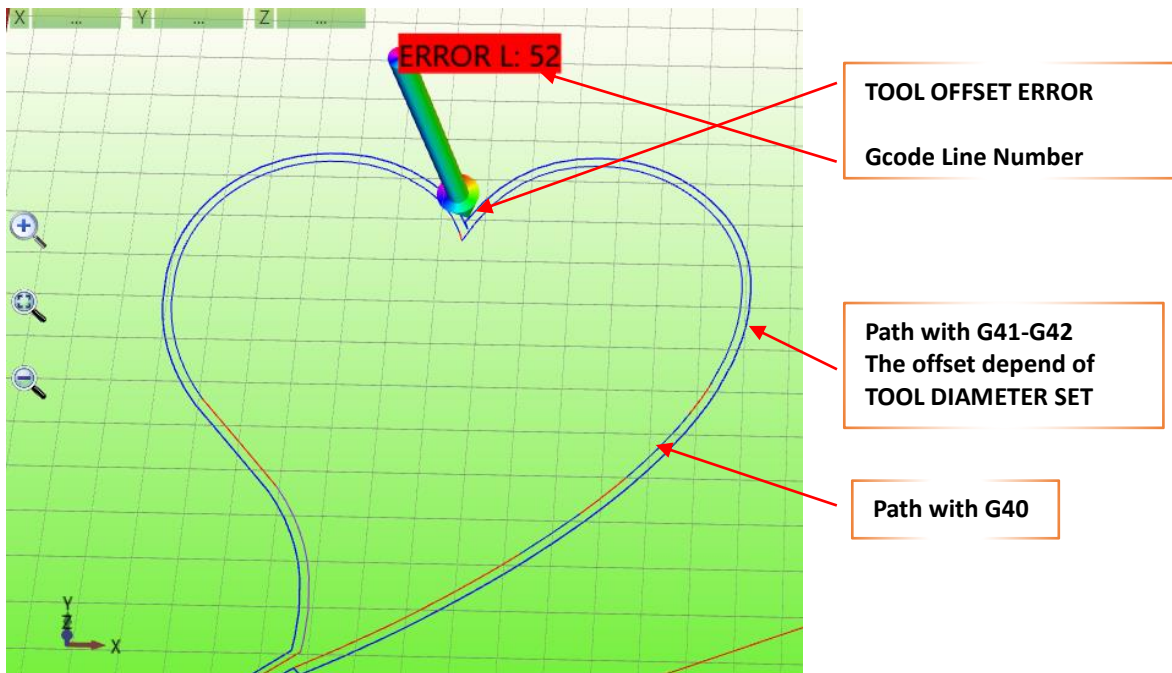 X ... Y ... Z ...
ERROR L: 52
TOOL OFFSET ERROR
Gcode Line Number
Path with G41-G42
The offset depend of
TOOL DIAMETER SET
Path with G40
Y
Z
X